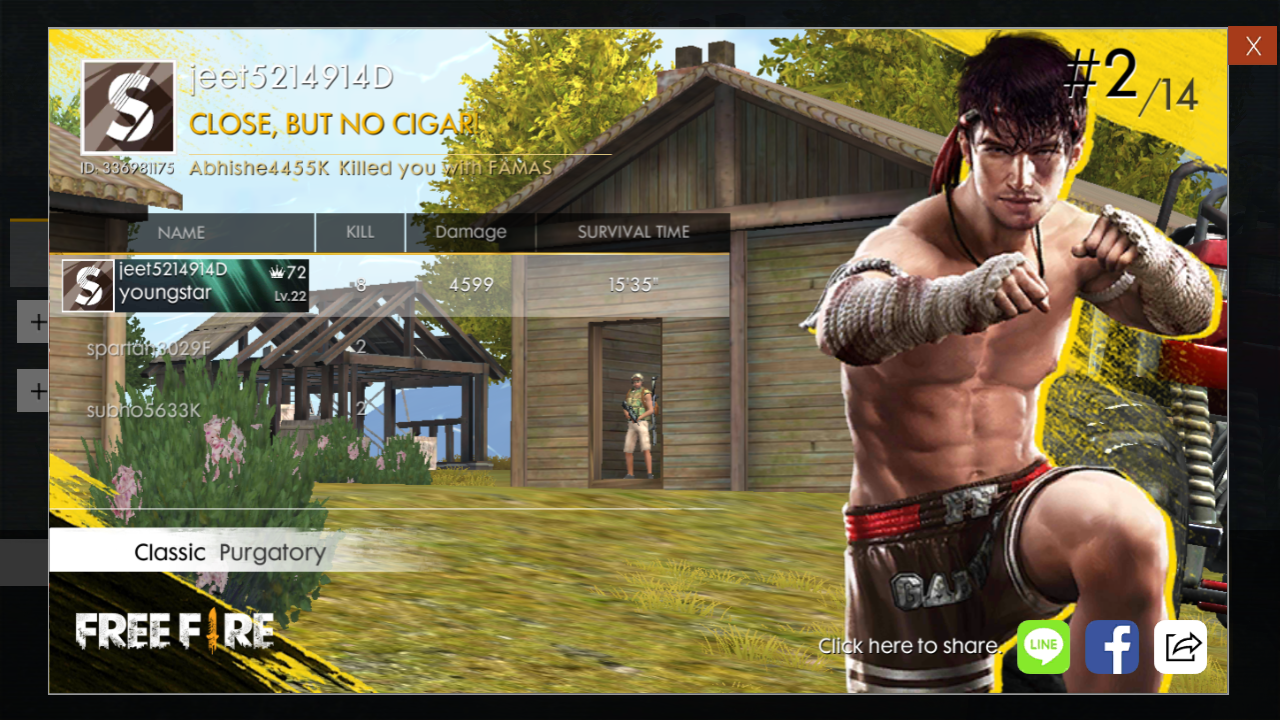 X
jeet5214914D
#2/14
CLOSE, BUT NO CIGAR!
ID: 336981175
Abhishe4455K Killed you with FAMAS
NAME KILL Damage SURVIVAL TIME
jeet5214914D 72
youngstar Lv.22
8 4599 15'35"
spartan3029F 2
subho5633K 2
Classic Purgatory
FREE FIRE
Click here to share.
LINE